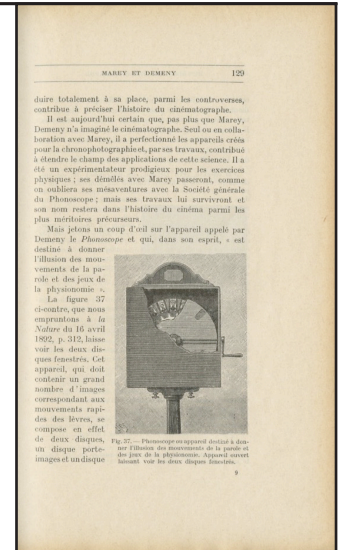 MAREY ET DEMENY 129
duire totalement à sa place, parmi les controverses,
contribue à préciser l'histoire du cinématographe.
Il est aujourd'hui certain que, pas plus que Marey,
Demeny n'a imaginé le cinématographe. Seul ou en colla-
boration avec Marey, il a perfectionné les appareils créés
pour la chronophotographie et, par ses travaux, contribué
à étendre le champ des applications de cette science. Il a
été un expérimentateur prodigieux pour les exercices
physiques ; ses démêlés avec Marey passeront, comme
on oubliera ses mésaventures avec la Société générale
du Phonoscope ; mais ses travaux lui survivront et
son nom restera dans l'histoire du cinéma parmi les
plus méritoires précurseurs.
Mais jetons un coup d'œil sur l'appareil appelé par
Demeny le Phonoscope et qui, dans son esprit, « est
destiné à donner
l'illusion des mou-
vements de la pa-
role et des jeux de
la physionomie ».
La figure 37
ci-contre, que nous
empruntons à la
Nature du 16 avril
1892, p. 312, laisse
voir les deux dis-
ques fenestrés. Cet
appareil, qui doit
contenir un grand
nombre d'images
correspondant aux
mouvements rapi-
des des lèvres, se
compose en effet
de deux disques,
un disque porte-
images et un disque
Fig. 37. — Phonoscope ou appareil destiné à don-
ner l'illusion des mouvements de la parole et
des jeux de la physionomie. Appareil ouvert
laissant voir les deux disques fenestrés.
9